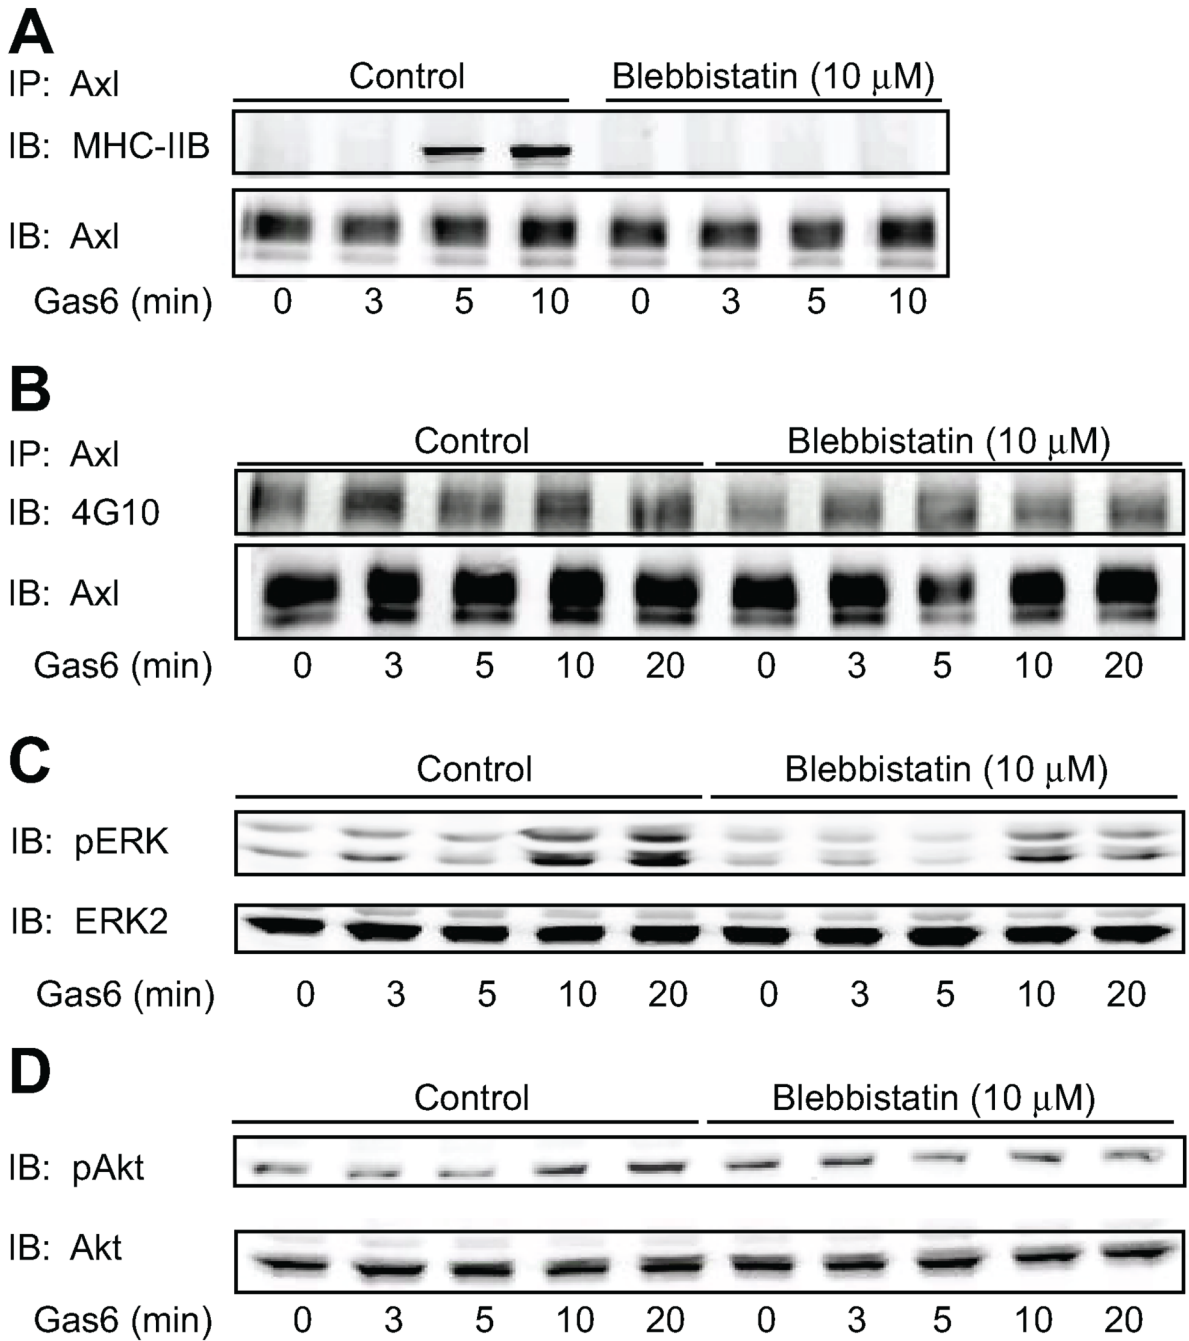 A
IP: Axl
Control
Blebbistatin (10 μM)
IB: MHC-IIB
IB: Axl
Gas6 (min) 0 3 5 10 0 3 5 10
B
IP: Axl
Control
Blebbistatin (10 μM)
IB: 4G10
IB: Axl
Gas6 (min) 0 3 5 10 20 0 3 5 10 20
C
Control
Blebbistatin (10 μM)
IB: pERK
IB: ERK2
Gas6 (min) 0 3 5 10 20 0 3 5 10 20
D
Control
Blebbistatin (10 μM)
IB: pAkt
IB: Akt
Gas6 (min) 0 3 5 10 20 0 3 5 10 20